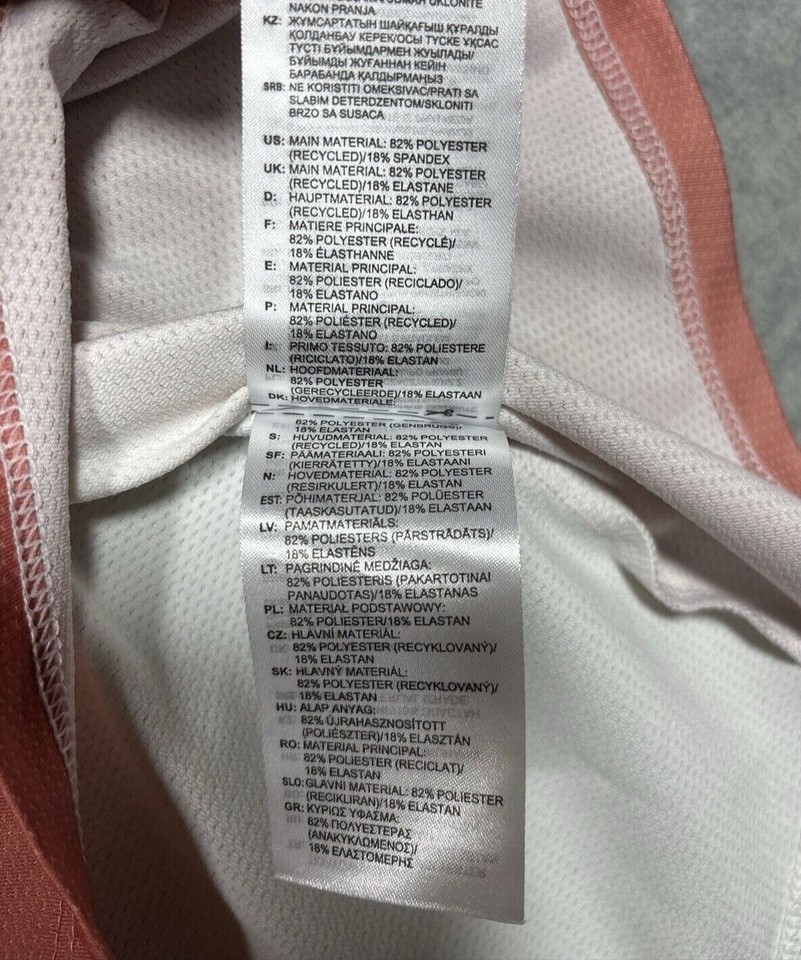 NAKON PRANJA
KZ: ЖҰМСАРТАТЫН ШАЙҚАҒЫШ ҚҰРАЛДЫ
ҚОЛДАНБАУ КЕРЕК/ОСЫ ТҮСКЕ ҰҚСАС
ТҮСТІ БҰЙЫМДАРМЕН ЖУЫЛАДЫ/
БҰЙЫМДЫ ЖУҒАННАН КЕЙІН
БАРАБАНДА ҚАЛДЫРМАҢЫЗ
SRB: NE KORISTITI OMEKSIVAC/PRATI SA
SLABIM DETERDZENTOM/SKLONITI
BRZO SA SUSACA
US: MAIN MATERIAL: 82% POLYESTER
(RECYCLED)/18% SPANDEX
UK: MAIN MATERIAL: 82% POLYESTER
(RECYCLED)/18% ELASTANE
D: HAUPTMATERIAL: 82% POLYESTER
(RECYCLED)/18% ELASTHAN
F: MATIERE PRINCIPALE:
82% POLYESTER (RECYCLÉ)/
18% ÉLASTHANNE
E: MATERIAL PRINCIPAL:
82% POLIESTER (RECICLADO)/
18% ELASTANO
P: MATERIAL PRINCIPAL:
82% POLIÉSTER (RECYCLED)/
18% ELASTANO
I: PRIMO TESSUTO: 82% POLIESTERE
(RICICLATO)/18% ELASTAN
NL: HOOFDMATERIAAL:
82% POLYESTER
(GERECYCLEERDE)/18% ELASTAAN
DK: HOVEDMATERIALE:
82% POLYESTER (GENBRUGS)/
18% ELASTAN
S: HUVUDMATERIAL: 82% POLYESTER
(RECYCLED)/18% ELASTAN
SF: PÄÄMATERIAALI: 82% POLYESTERI
(KIERRÄTETTY)/18% ELASTAANI
N: HOVEDMATERIAL: 82% POLYESTER
(RESIRKULERT)/18% ELASTAN
EST: PÕHIMATERJAL: 82% POLÜESTER
(TAASKASUTATUD)/18% ELASTAAN
LV: PAMATMATERIĀLS:
82% POLIESTERS (PĀRSTRĀDĀTS)/
18% ELASTĒNS
LT: PAGRINDINĖ MEDŽIAGA:
82% POLIESTERIS (PAKARTOTINAI
PANAUDOTAS)/18% ELASTANAS
PL: MATERIAŁ PODSTAWOWY:
82% POLIESTER/18% ELASTAN
CZ: HLAVNÍ MATERIÁL:
82% POLYESTER (RECYKLOVANÝ)/
18% ELASTAN
SK: HLAVNÝ MATERIÁL:
82% POLYESTER (RECYKLOVANÝ)/
18% ELASTAN
HU: ALAP ANYAG:
82% ÚJRAHASZNOSÍTOTT
(POLIÉSZTER)/18% ELASZTÁN
RO: MATERIAL PRINCIPAL:
82% POLIESTER (RECICLAT)/
18% ELASTAN
SLO: GLAVNI MATERIAL: 82% POLIESTER
(RECIKLIRAN)/18% ELASTAN
GR: ΚΥΡΙΩΣ ΥΦΑΣΜΑ:
82% ΠΟΛΥΕΣΤΕΡΑΣ
(ΑΝΑΚΥΚΛΩΜΕΝΟΣ)/
18% ΕΛΑΣΤΟΜΕΡΗΣ